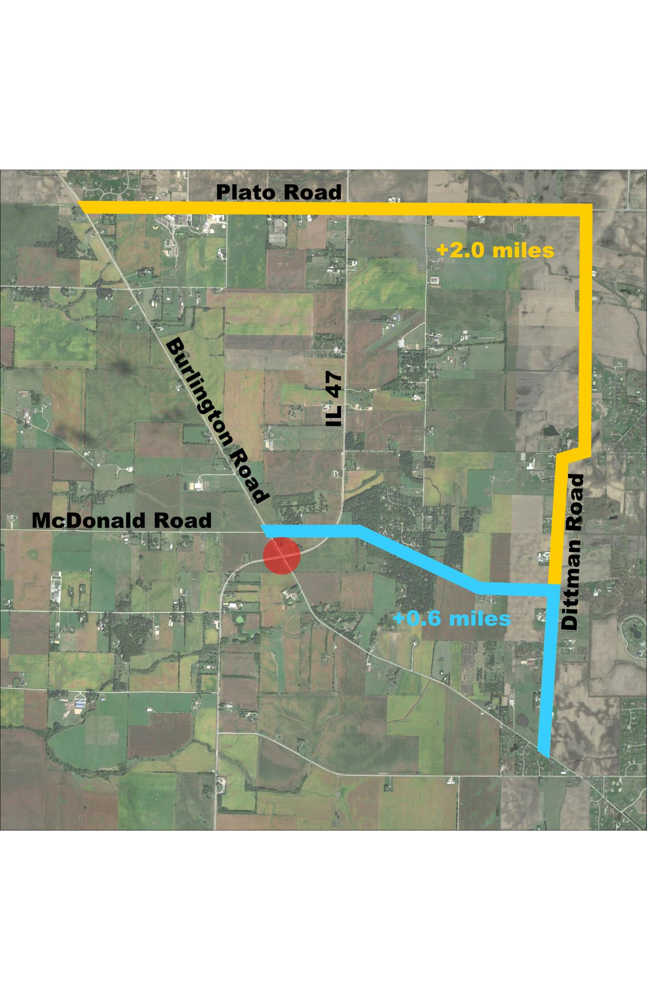 Plato Road
+2.0 miles
Burlington Road
IL 47
McDonald Road
Dittman Road
+0.6 miles